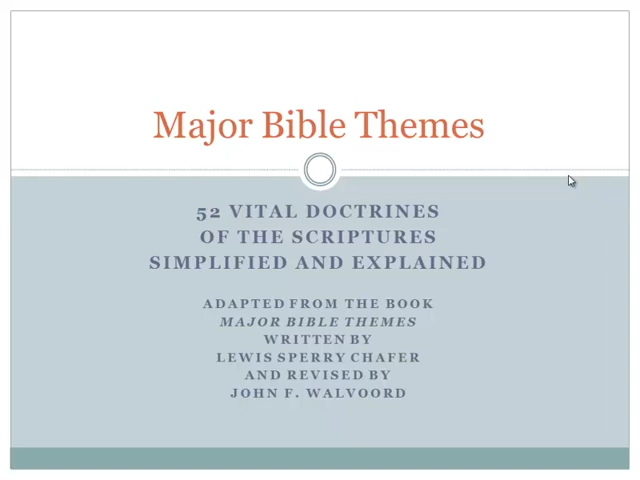 Major Bible Themes
52 VITAL DOCTRINES
OF THE SCRIPTURES
SIMPLIFIED AND EXPLAINED
ADAPTED FROM THE BOOK
MAJOR BIBLE THEMES
WRITTEN BY
LEWIS SPERRY CHAFER
AND REVISED BY
JOHN F. WALVOORD